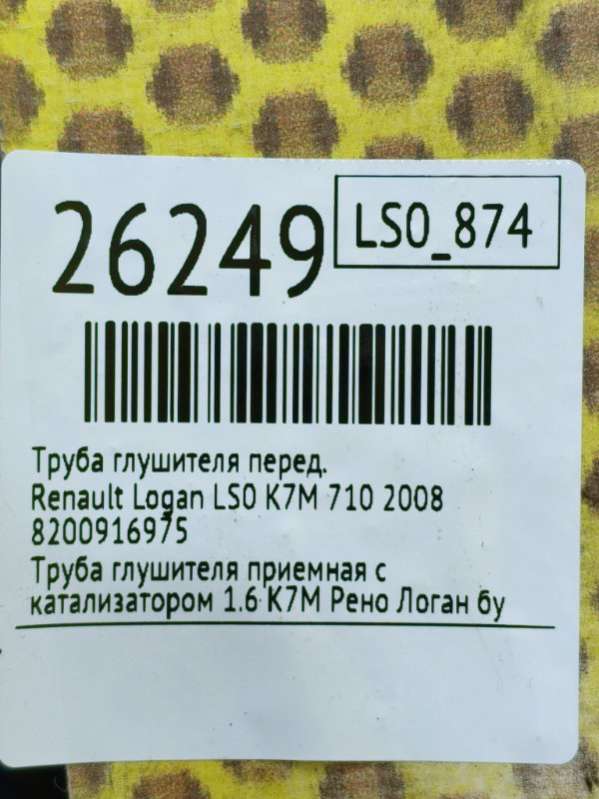 26249
LS0_874
Труба глушителя перед.
Renault Logan LS0 K7M 710 2008
8200916975
Труба глушителя приемная с
катализатором 1.6 K7M Рено Логан бу